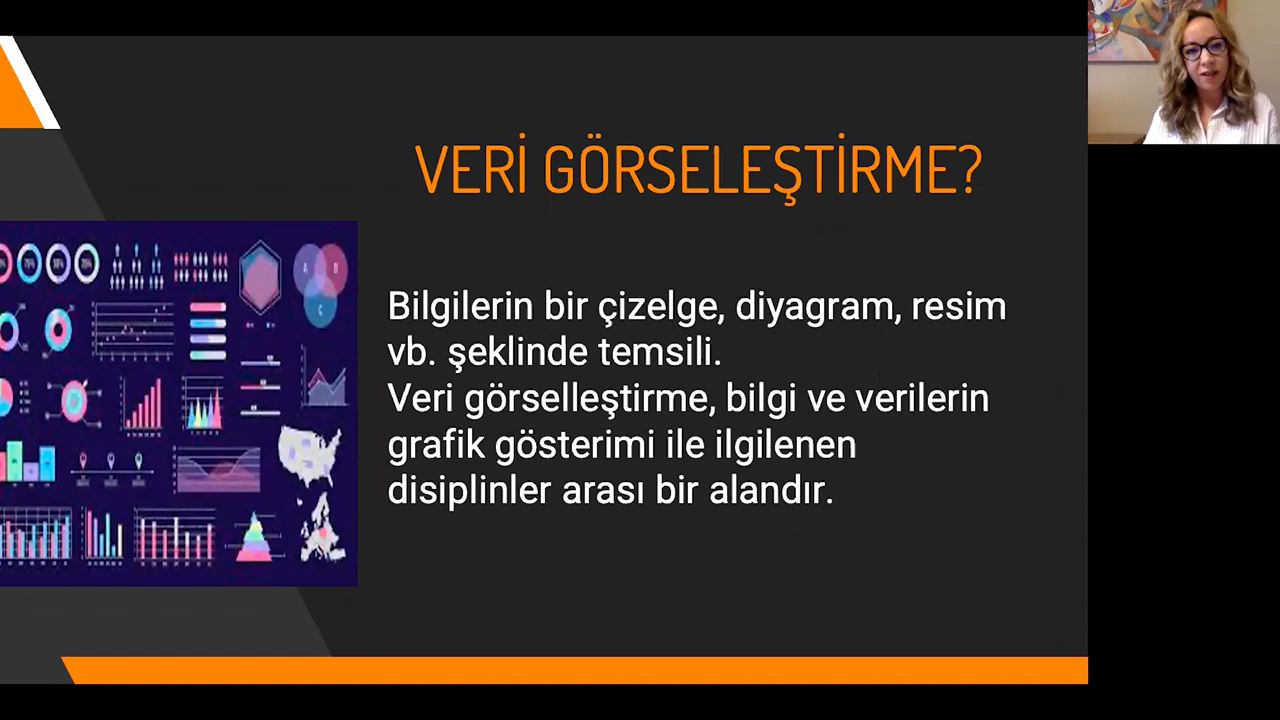 VERİ GÖRSELEŞTİRME?
Bilgilerin bir çizelge, diyagram, resim
vb. şeklinde temsili.
Veri görselleştirme, bilgi ve verilerin
grafik gösterimi ile ilgilenen
disiplinler arası bir alandır.
A
B
C